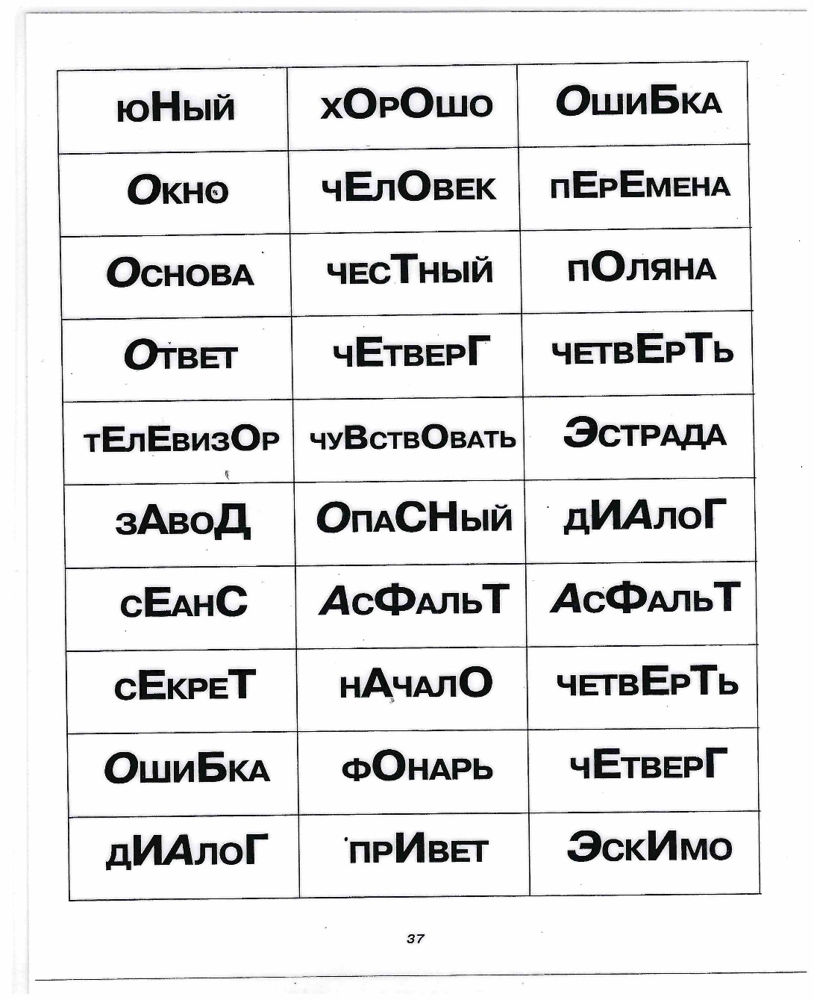 юНый хОрОшо ОшиБка
Окно чЕлОвек пЕрЕмена
Основа чесТный пОляна
Ответ чЕтверГ четвЕрТь
тЕлЕвизОр чуВствОвать Эстрада
зАвоД ОпаСНый дИАлоГ
сЕанС АсФальТ АсФальТ
сЕкреТ нАчалО четвЕрТь
ОшиБка фОнарь чЕтверГ
дИАлоГ прИвет ЭскИмо
37